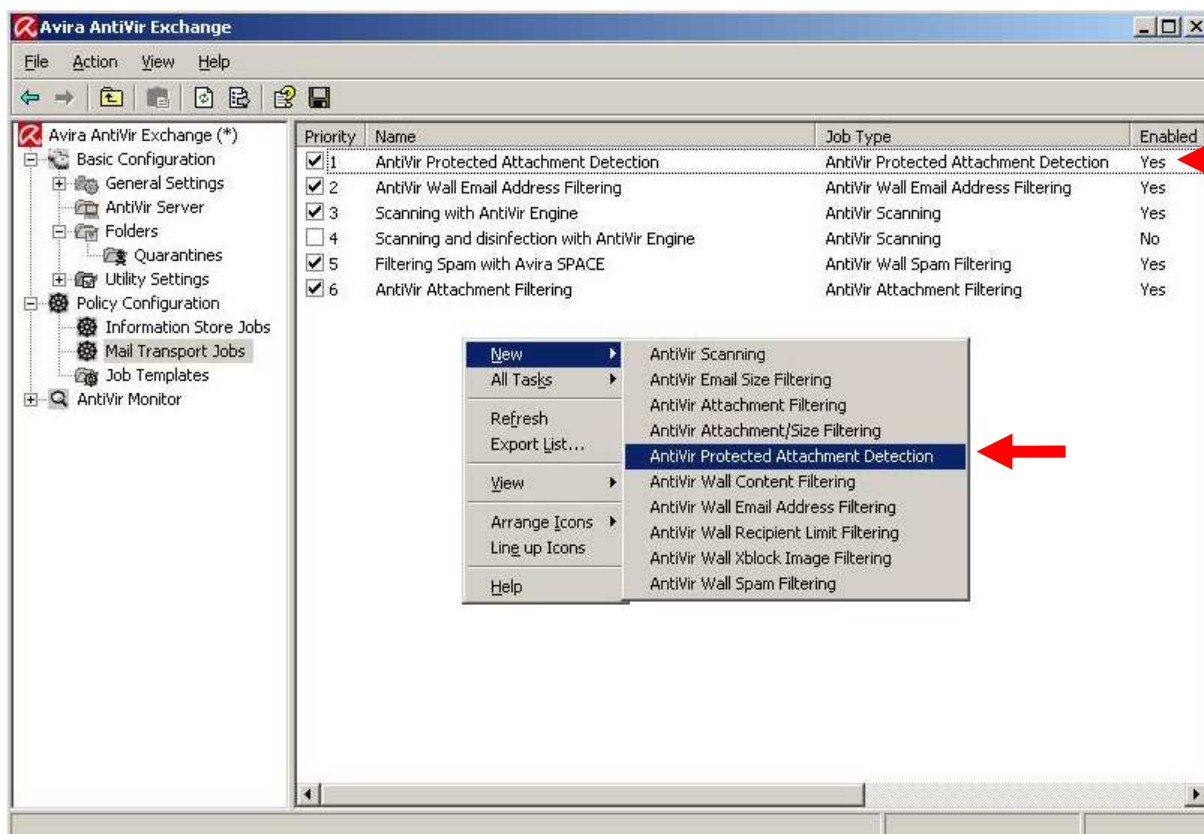 Avira AntiVir Exchange
File Action View Help
Avira AntiVir Exchange (*)
Basic Configuration
General Settings
AntiVir Server
Folders
Quarantines
Utility Settings
Policy Configuration
Information Store Jobs
Mail Transport Jobs
Job Templates
AntiVir Monitor
Priority Name Job Type Enabled
1 AntiVir Protected Attachment Detection AntiVir Protected Attachment Detection Yes
2 AntiVir Wall Email Address Filtering AntiVir Wall Email Address Filtering Yes
3 Scanning with AntiVir Engine AntiVir Scanning Yes
4 Scanning and disinfection with AntiVir Engine AntiVir Scanning No
5 Filtering Spam with Avira SPACE AntiVir Wall Spam Filtering Yes
6 AntiVir Attachment Filtering AntiVir Attachment Filtering Yes
New
All Tasks
Refresh
Export List...
View
Arrange Icons
Line up Icons
Help
AntiVir Scanning
AntiVir Email Size Filtering
AntiVir Attachment Filtering
AntiVir Attachment/Size Filtering
AntiVir Protected Attachment Detection
AntiVir Wall Content Filtering
AntiVir Wall Email Address Filtering
AntiVir Wall Recipient Limit Filtering
AntiVir Wall Xblock Image Filtering
AntiVir Wall Spam Filtering